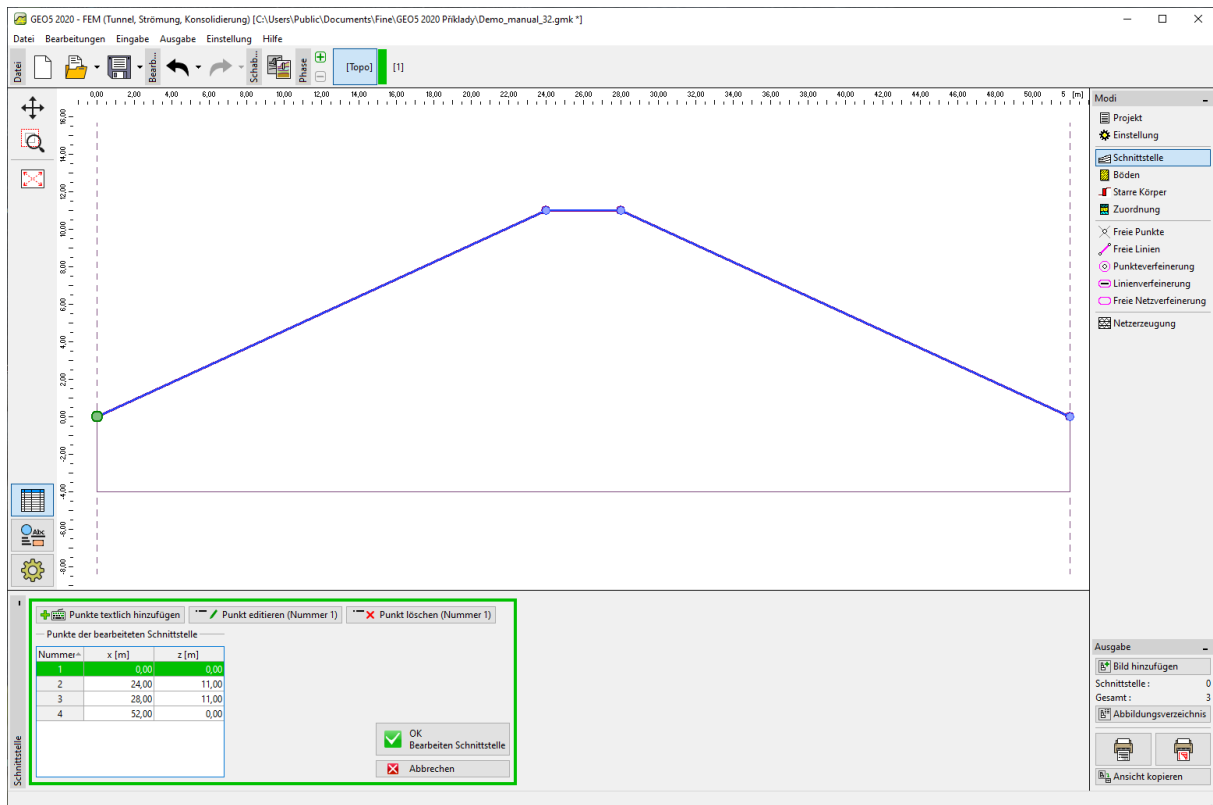 GEO5 2020 - FEM (Tunnel, Strömung, Konsolidierung) [C:\Users\Public\Documents\Fine\GEO5 2020 Příklady\Demo_manual_32.gmk *]
Datei Bearbeitungen Eingabe Ausgabe Einstellung Hilfe
Datei Bearb... Schab... Phase [Topo] [1]
0,00 2,00 4,00 6,00 8,00 10,00 12,00 14,00 16,00 18,00 20,00 22,00 24,00 26,00 28,00 30,00 32,00 34,00 36,00 38,00 40,00 42,00 44,00 46,00 48,00 50,00 5 [m]
16,00
14,00
12,00
10,00
8,00
6,00
4,00
2,00
0,00
-2,00
-4,00
-6,00
-8,00
Abc
Modi
Projekt
Einstellung
Schnittstelle
Böden
Starre Körper
Zuordnung
Freie Punkte
Freie Linien
Punkteverfeinerung
Linienverfeinerung
Freie Netzverfeinerung
Netzerzeugung
Schnittstelle
Punkte textlich hinzufügen Punkt editieren (Nummer 1) Punkt löschen (Nummer 1)
Punkte der bearbeiteten Schnittstelle
Nummer x [m] z [m]
1 0,00 0,00
2 24,00 11,00
3 28,00 11,00
4 52,00 0,00
OK
Bearbeiten Schnittstelle
Abbrechen
Ausgabe
Bild hinzufügen
Schnittstelle : 0
Gesamt : 3
Abbildungsverzeichnis
Ansicht kopieren